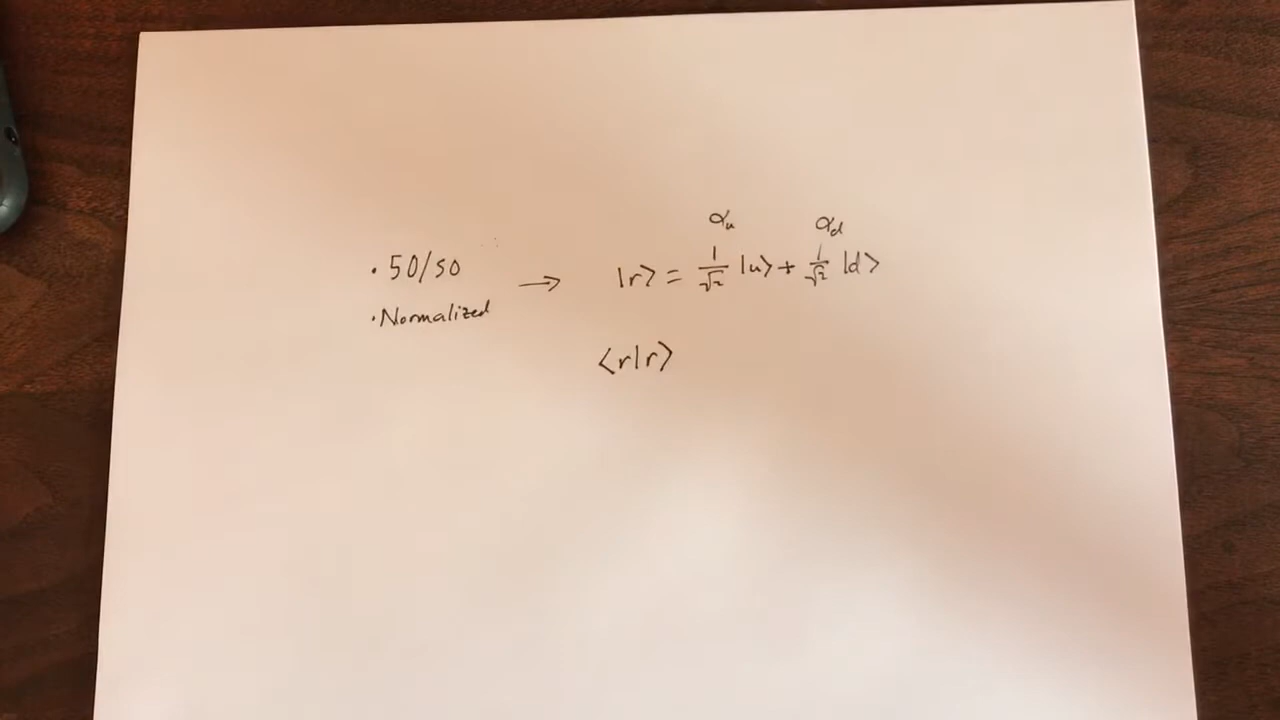 α_u α_d
· 50/50 → |r⟩ = 1/√2 |u⟩ + 1/√2 |d⟩
· Normalized
⟨r|r⟩